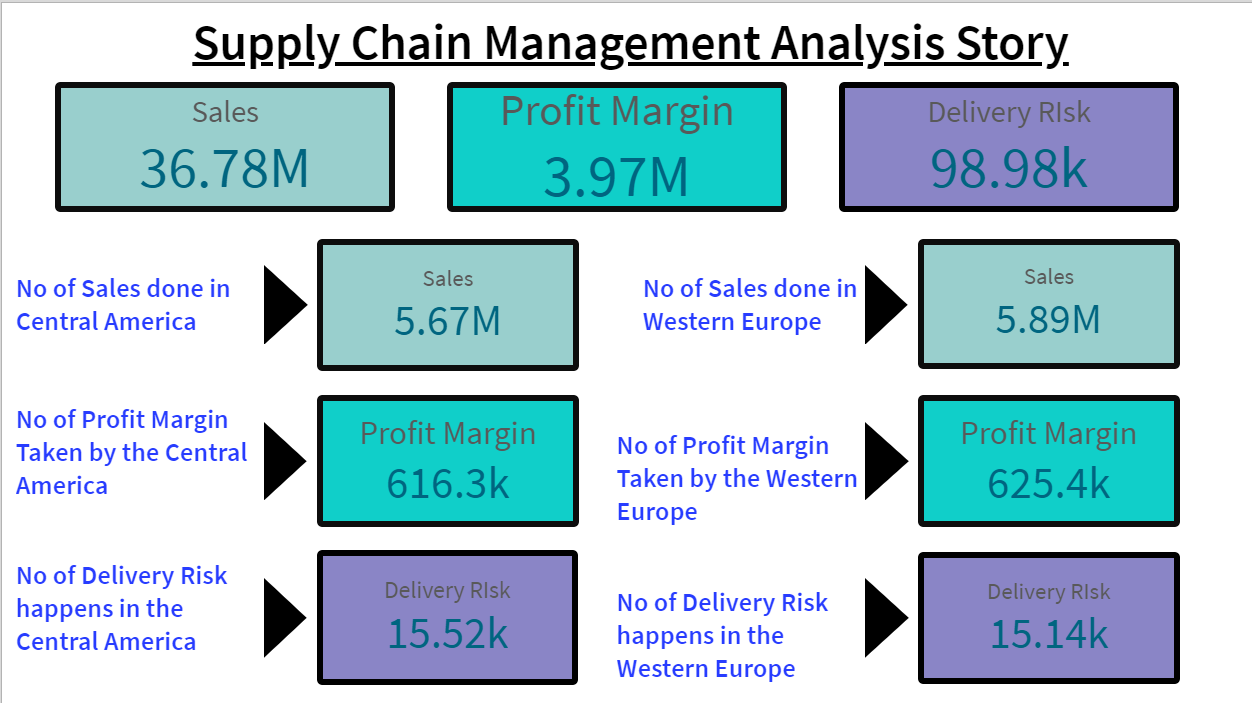 Supply Chain Management Analysis Story
Sales
36.78M
Profit Margin
3.97M
Delivery RIsk
98.98k
No of Sales done in
Central America
Sales
5.67M
No of Sales done in
Western Europe
Sales
5.89M
No of Profit Margin
Taken by the Central
America
Profit Margin
616.3k
No of Profit Margin
Taken by the Western
Europe
Profit Margin
625.4k
No of Delivery Risk
happens in the
Central America
Delivery RIsk
15.52k
No of Delivery Risk
happens in the
Western Europe
Delivery RIsk
15.14k